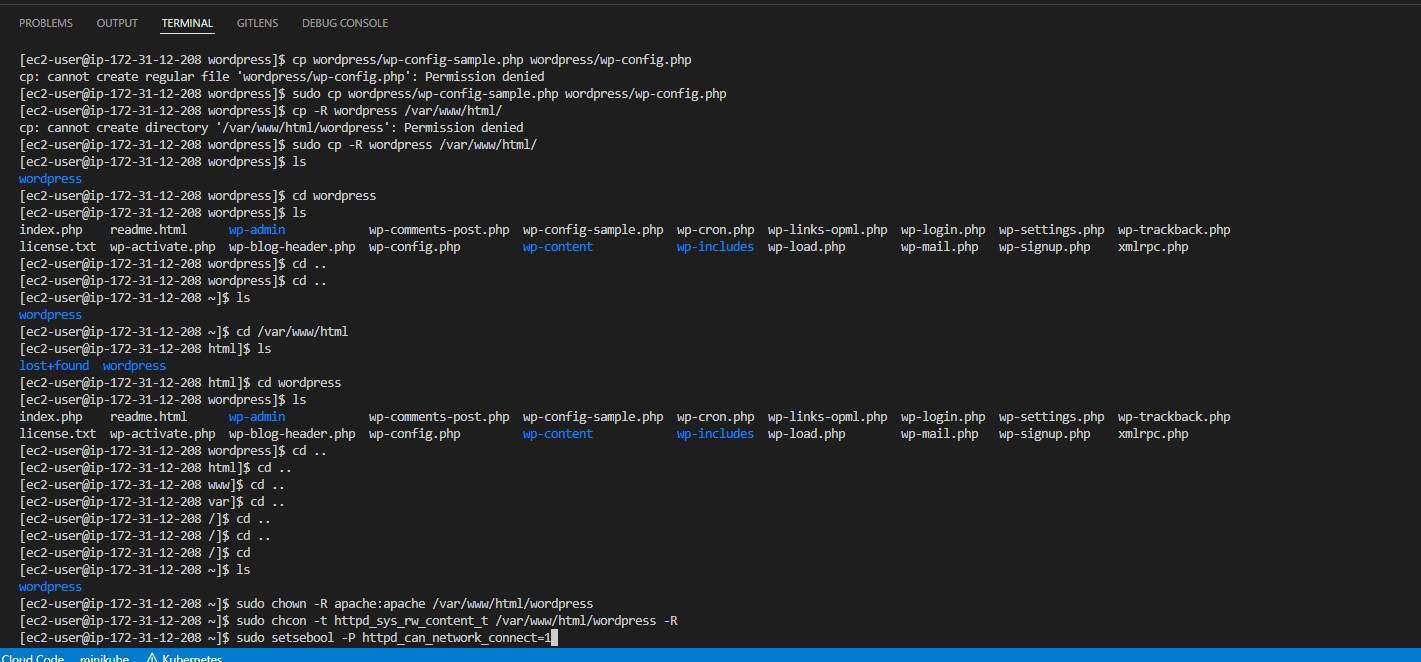 PROBLEMS OUTPUT TERMINAL GITLENS DEBUG CONSOLE
[ec2-user@ip-172-31-12-208 wordpress]$ cp wordpress/wp-config-sample.php wordpress/wp-config.php
cp: cannot create regular file 'wordpress/wp-config.php': Permission denied
[ec2-user@ip-172-31-12-208 wordpress]$ sudo cp wordpress/wp-config-sample.php wordpress/wp-config.php
[ec2-user@ip-172-31-12-208 wordpress]$ cp -R wordpress /var/www/html/
cp: cannot create directory '/var/www/html/wordpress': Permission denied
[ec2-user@ip-172-31-12-208 wordpress]$ sudo cp -R wordpress /var/www/html/
[ec2-user@ip-172-31-12-208 wordpress]$ ls
wordpress
[ec2-user@ip-172-31-12-208 wordpress]$ cd wordpress
[ec2-user@ip-172-31-12-208 wordpress]$ ls
index.php readme.html wp-admin wp-comments-post.php wp-config-sample.php wp-cron.php wp-links-opml.php wp-login.php wp-settings.php wp-trackback.php
license.txt wp-activate.php wp-blog-header.php wp-config.php wp-content wp-includes wp-load.php wp-mail.php wp-signup.php xmlrpc.php
[ec2-user@ip-172-31-12-208 wordpress]$ cd ..
[ec2-user@ip-172-31-12-208 wordpress]$ cd ..
[ec2-user@ip-172-31-12-208 ~]$ ls
wordpress
[ec2-user@ip-172-31-12-208 ~]$ cd /var/www/html
[ec2-user@ip-172-31-12-208 html]$ ls
lost+found wordpress
[ec2-user@ip-172-31-12-208 html]$ cd wordpress
[ec2-user@ip-172-31-12-208 wordpress]$ ls
index.php readme.html wp-admin wp-comments-post.php wp-config-sample.php wp-cron.php wp-links-opml.php wp-login.php wp-settings.php wp-trackback.php
license.txt wp-activate.php wp-blog-header.php wp-config.php wp-content wp-includes wp-load.php wp-mail.php wp-signup.php xmlrpc.php
[ec2-user@ip-172-31-12-208 wordpress]$ cd ..
[ec2-user@ip-172-31-12-208 html]$ cd ..
[ec2-user@ip-172-31-12-208 www]$ cd ..
[ec2-user@ip-172-31-12-208 var]$ cd ..
[ec2-user@ip-172-31-12-208 /]$ cd ..
[ec2-user@ip-172-31-12-208 /]$ cd ..
[ec2-user@ip-172-31-12-208 /]$ cd
[ec2-user@ip-172-31-12-208 ~]$ ls
wordpress
[ec2-user@ip-172-31-12-208 ~]$ sudo chown -R apache:apache /var/www/html/wordpress
[ec2-user@ip-172-31-12-208 ~]$ sudo chcon -t httpd_sys_rw_content_t /var/www/html/wordpress -R
[ec2-user@ip-172-31-12-208 ~]$ sudo setsebool -P httpd_can_network_connect=1
Cloud Code minikube Kubernetes